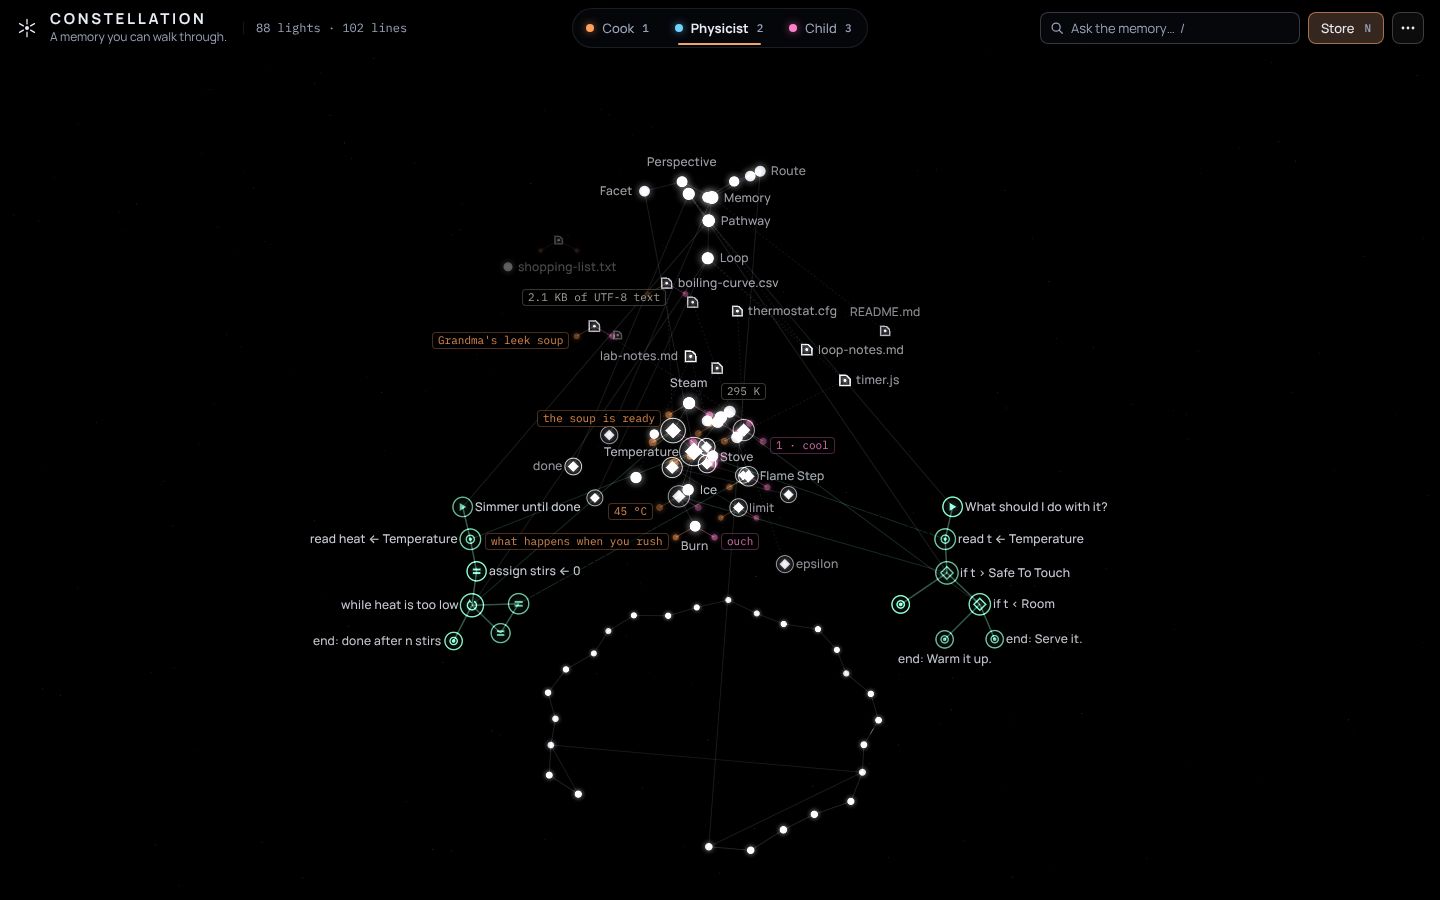 CONSTELLATION
A memory you can walk through.
88 lights · 102 lines
Cook 1
Physicist 2
Child 3
Ask the memory… /
Store N
Perspective
Route
Facet
Memory
Pathway
Loop
shopping-list.txt
boiling-curve.csv
2.1 KB of UTF-8 text
thermostat.cfg
README.md
Grandma's leek soup
loop-notes.md
lab-notes.md
timer.js
Steam
295 K
the soup is ready
1 · cool
Temperature
Stove
done
Flame Step
Ice
Simmer until done
45 °C
limit
What should I do with it?
read heat ← Temperature
what happens when you rush
Burn
ouch
read t ← Temperature
epsilon
assign stirs ← 0
if t > Safe To Touch
while heat is too low
if t < Room
end: done after n stirs
end: Serve it.
end: Warm it up.